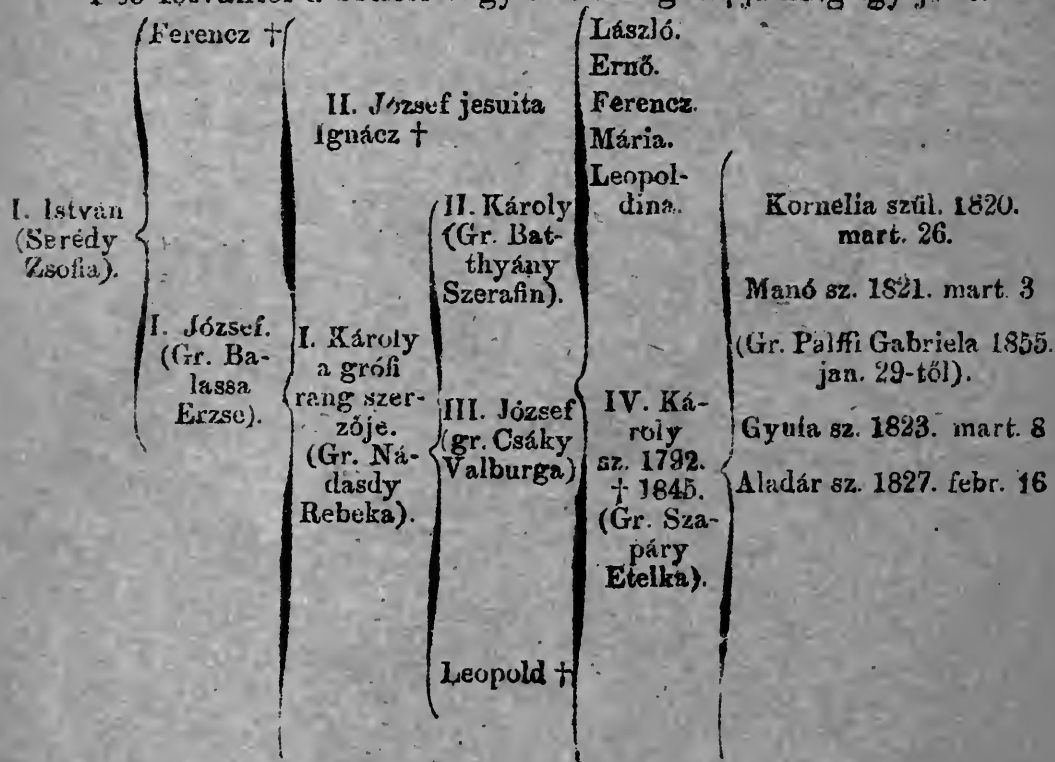 Ferencz †
László.
Ernő.
Ferencz.
Mária.
Leopol-
dina.
II. József jesuita
Ignácz †
I. István
(Serédy
Zsofia).
II. Károly
(Gr. Bat-
thyány
Szerafin).
Kornélia szül. 1820.
mart. 26.
Manó sz. 1821. mart. 3
(Gr. Pálffi Gabriela 1855.
jan. 29-től).
Gyula sz. 1823. mart. 8
Aladár sz. 1827. febr. 16
I. József.
(Gr. Ba-
lassa
Erzse).
I. Károly
a grófi
rang szer-
zője.
(Gr. Ná-
dasdy
Rebeka).
III. József
(gr. Csáky
Valburga)
IV. Ká-
roly
sz. 1792.
† 1845.
(Gr. Sza-
páry
Etelka).
Leopold †